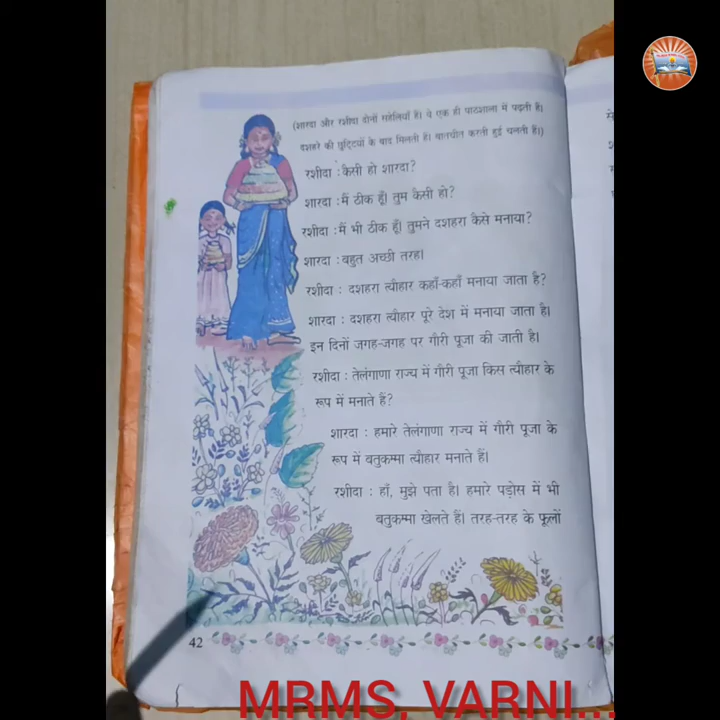 (शारदा और रशीदा दोनों सहेलियाँ हैं। वे एक ही पाठशाला में पढ़ती हैं।
दशहरे की छुट्टियों के बाद मिलती हैं। बातचीत करती हुई चलती हैं।)
रशीदा : कैसी हो शारदा?
शारदा : मैं ठीक हूँ। तुम कैसी हो?
रशीदा : मैं भी ठीक हूँ। तुमने दशहरा कैसे मनाया?
शारदा : बहुत अच्छी तरह।
रशीदा : दशहरा त्यौहार कहाँ-कहाँ मनाया जाता है?
शारदा : दशहरा त्यौहार पूरे देश में मनाया जाता है।
इन दिनों जगह-जगह पर गौरी पूजा की जाती है।
रशीदा : तेलंगाणा राज्य में गौरी पूजा किस त्यौहार के
रूप में मनाते हैं?
शारदा : हमारे तेलंगाणा राज्य में गौरी पूजा के
रूप में बतुकम्मा त्यौहार मनाते हैं।
रशीदा : हाँ, मुझे पता है। हमारे पड़ोस में भी
बतुकम्मा खेलते हैं। तरह-तरह के फूलों
42
MRMS, VARNI...